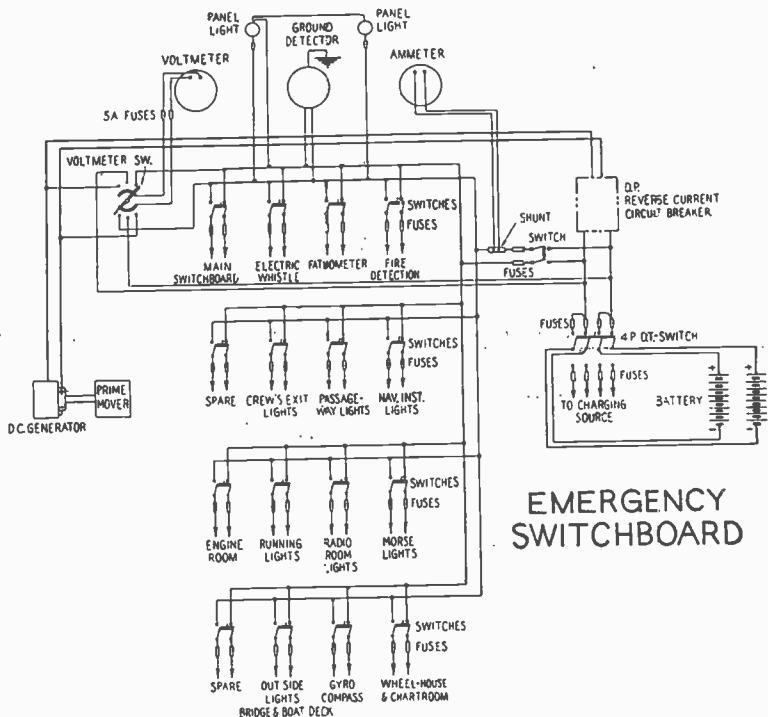 PANEL
LIGHT
GROUND
DETECTOR
PANEL
LIGHT
VOLTMETER
AMMETER
5A FUSES
VOLTMETER SW.
D.P.
REVERSE CURRENT
CIRCUIT BREAKER
SWITCHES
FUSES
SHUNT
SWITCH
FUSES
MAIN
SWITCHBOARD
ELECTRIC
WHISTLE
FATHOMETER
FIRE
DETECTION
FUSES
4 P D.T.-SWITCH
SWITCHES
FUSES
FUSES
TO CHARGING
SOURCE
BATTERY
+
+
-
-
SPARE
CREW'S EXIT
LIGHTS
PASSAGE-
WAY LIGHTS
NAV. INST.
LIGHTS
+
-
PRIME
MOVER
D.C. GENERATOR
SWITCHES
FUSES
ENGINE
ROOM
RUNNING
LIGHTS
RADIO
ROOM
LIGHTS
MORSE
LIGHTS
EMERGENCY
SWITCHBOARD
SWITCHES
FUSES
SPARE
OUT SIDE
LIGHTS
BRIDGE & BOAT DECK
GYRO
COMPASS
WHEEL-HOUSE
& CHARTROOM